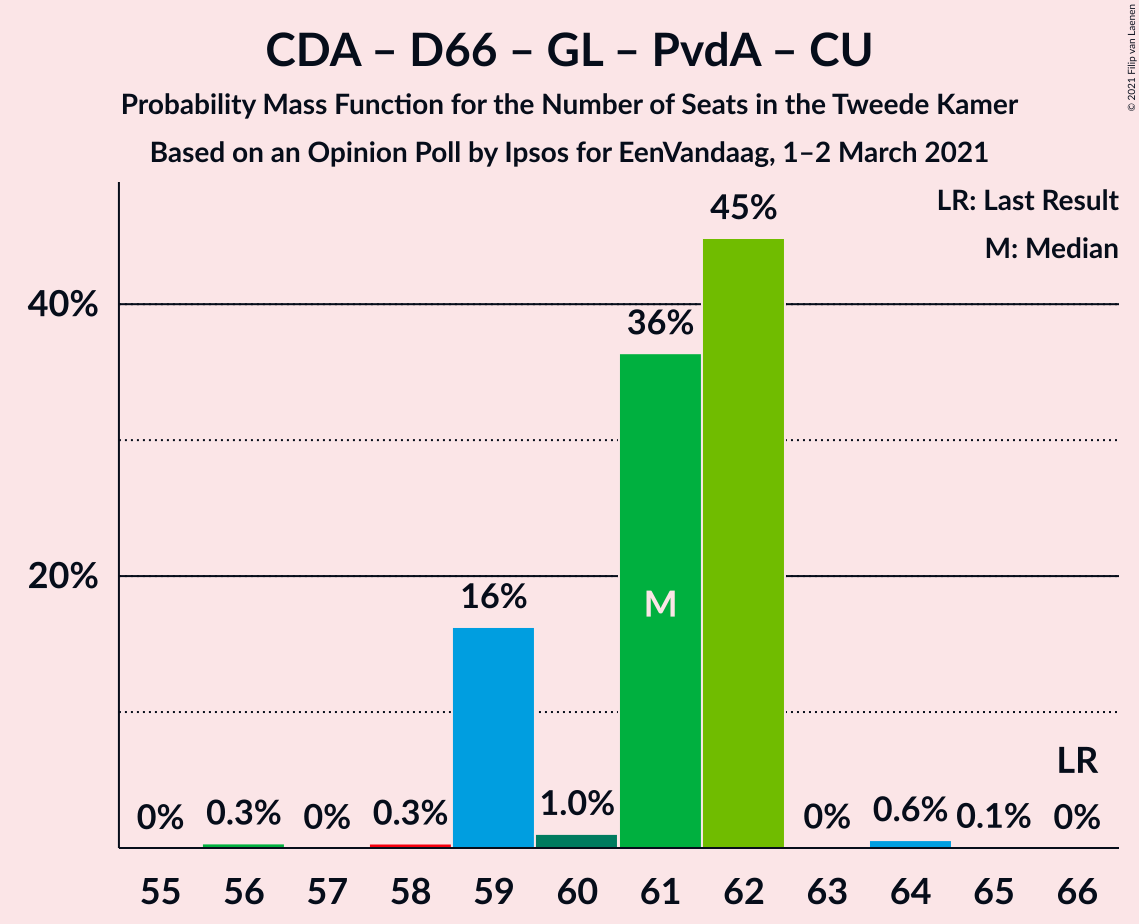 CDA – D66 – GL – PvdA – CU
Probability Mass Function for the Number of Seats in the Tweede Kamer
Based on an Opinion Poll by Ipsos for EenVandaag, 1–2 March 2021
© 2021 Filip van Laenen
LR: Last Result
M: Median
45%
40%
36%
20%
16%
M
LR
0% 0.3% 0% 0.3% 1.0% 0% 0.6% 0.1% 0%
55 56 57 58 59 60 61 62 63 64 65 66